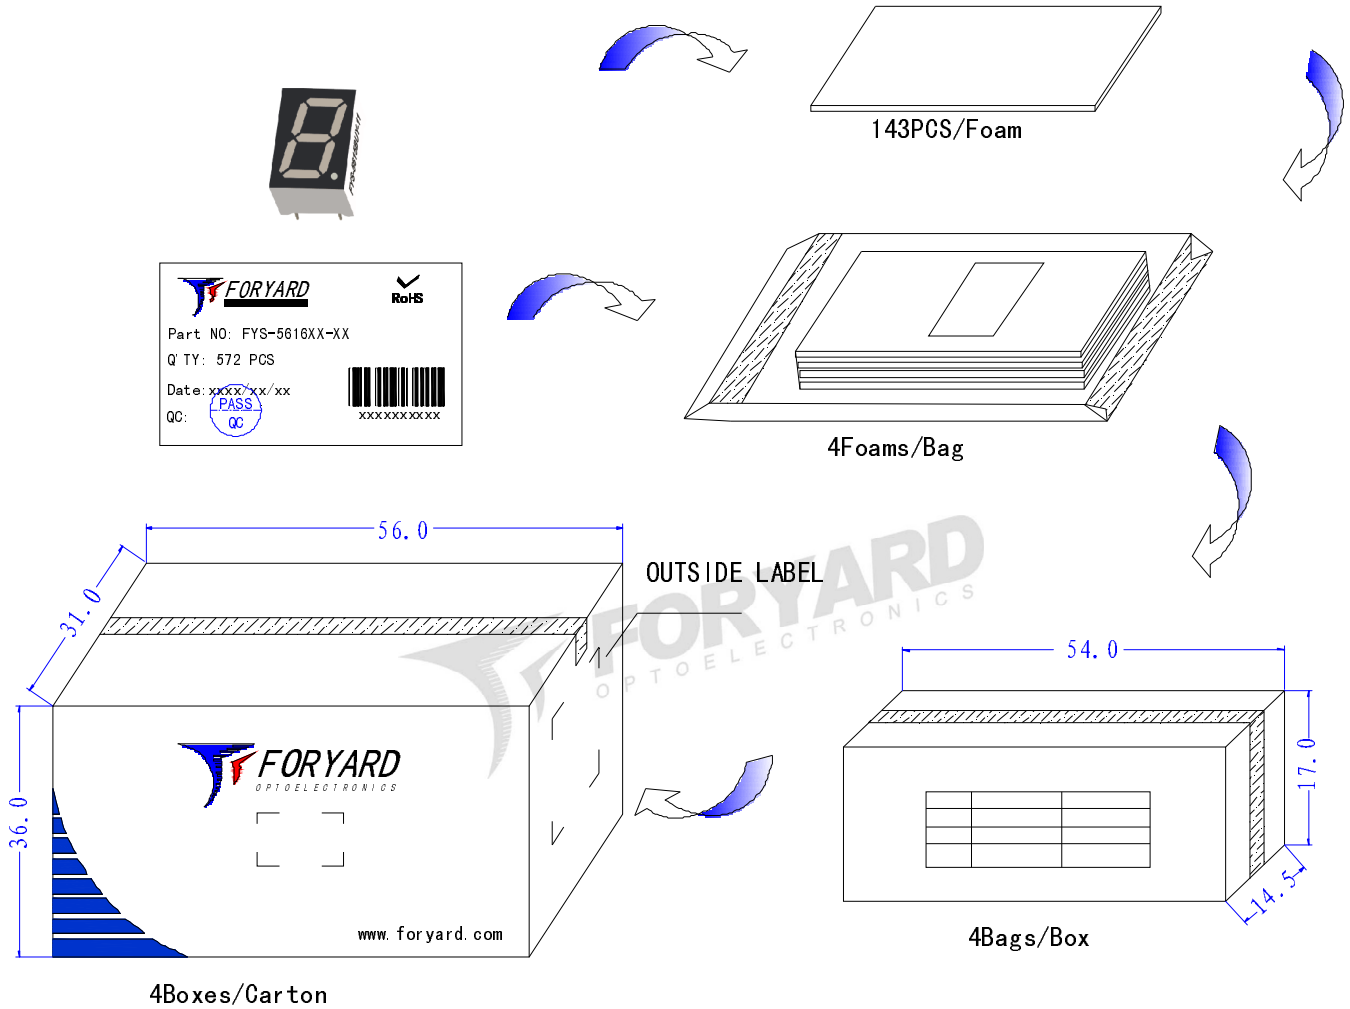 143PCS/Foam
FORYARD
RoHS
Part NO: FYS-5616XX-XX
Q'TY: 572 PCS
Date:xxxx/xx/xx
QC:
PASS
QC
XXXXXXXXXX
4Foams/Bag
56.0
31.0
36.0
OUTSIDE LABEL
FORYARD
OPTOELECTRONICS
FORYARD
OPTOELECTRONICS
www.foryard.com
4Boxes/Carton
54.0
17.0
14.5
4Bags/Box